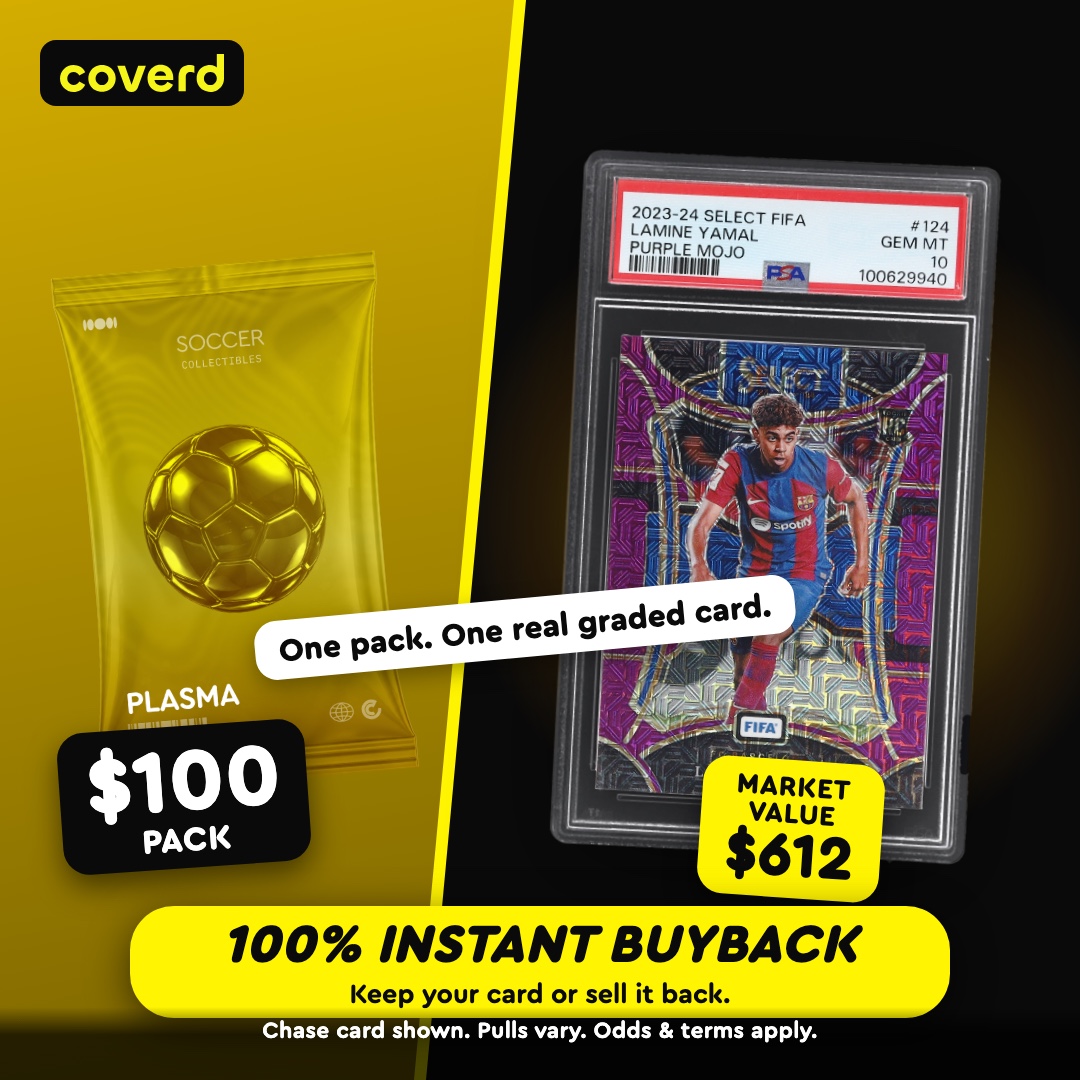 coverd
SOCCER
COLLECTIBLES
PLASMA
$100
PACK
2023-24 SELECT FIFA
LAMINE YAMAL
PURPLE MOJO
#124
GEM MT
10
100629940
PSA
RC
Spotify
FIFA
One pack. One real graded card.
MARKET
VALUE
$612
100% INSTANT BUYBACK
Keep your card or sell it back.
Chase card shown. Pulls vary. Odds & terms apply.